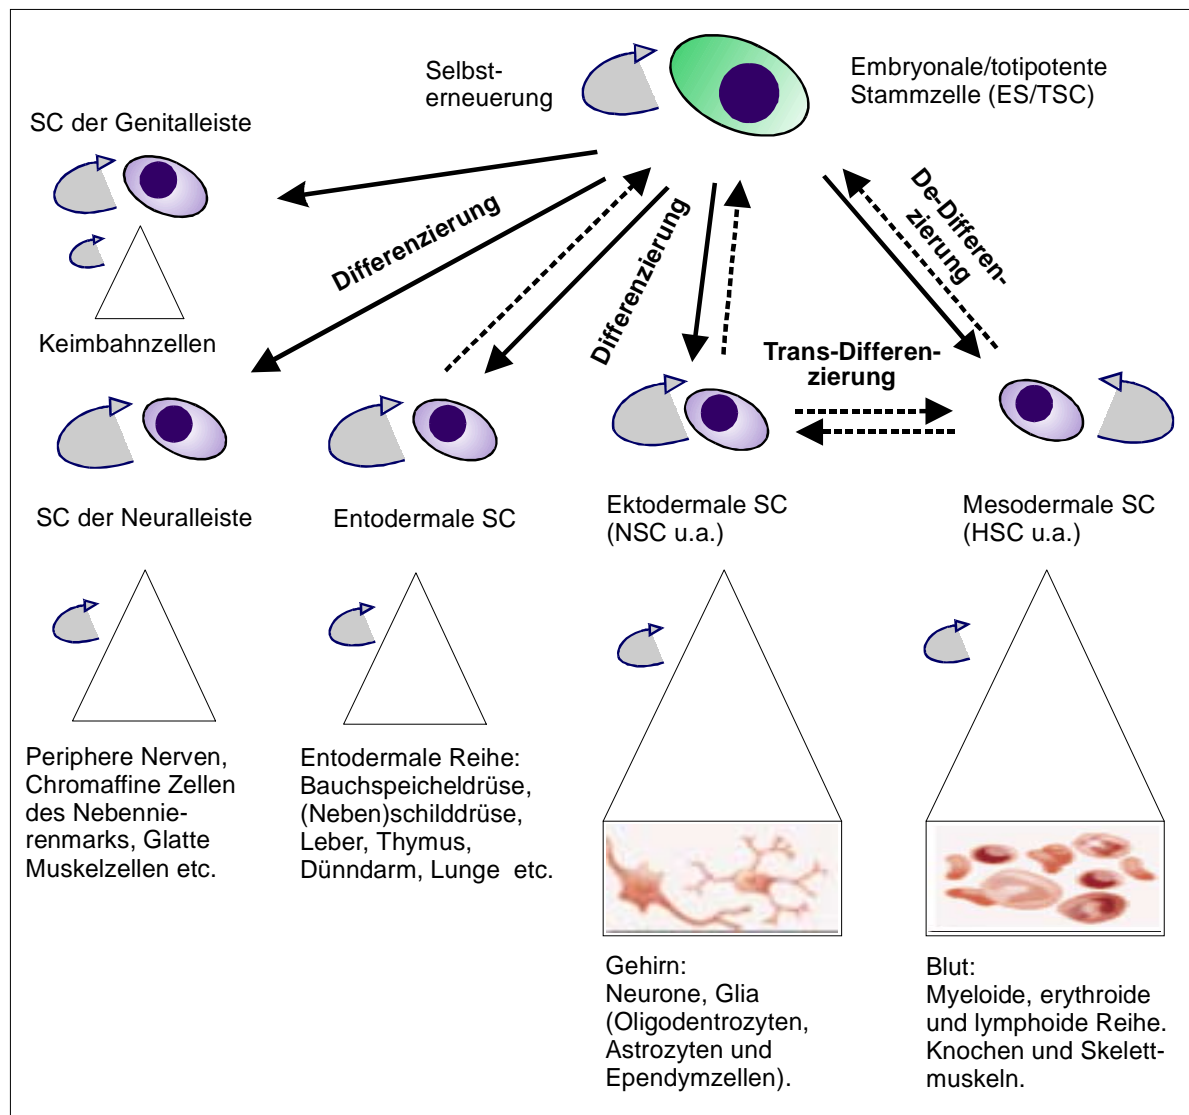 Selbst-
erneuerung
Embryonale/totipotente
Stammzelle (ES/TSC)
SC der Genitalleiste
Keimbahnzellen
Differenzierung
Differenzierung
De-Differen-
zierung
Trans-Differen-
zierung
SC der Neuralleiste
Entodermale SC
Ektodermale SC
(NSC u.a.)
Mesodermale SC
(HSC u.a.)
Periphere Nerven,
Chromaffine Zellen
des Nebennie-
renmarks, Glatte
Muskelzellen etc.
Entodermale Reihe:
Bauchspeicheldrüse,
(Neben)schilddrüse,
Leber, Thymus,
Dünndarm, Lunge etc.
Gehirn:
Neurone, Glia
(Oligodentrozyten,
Astrozyten und
Ependymzellen).
Blut:
Myeloide, erythroide
und lymphoide Reihe.
Knochen und Skelett-
muskeln.